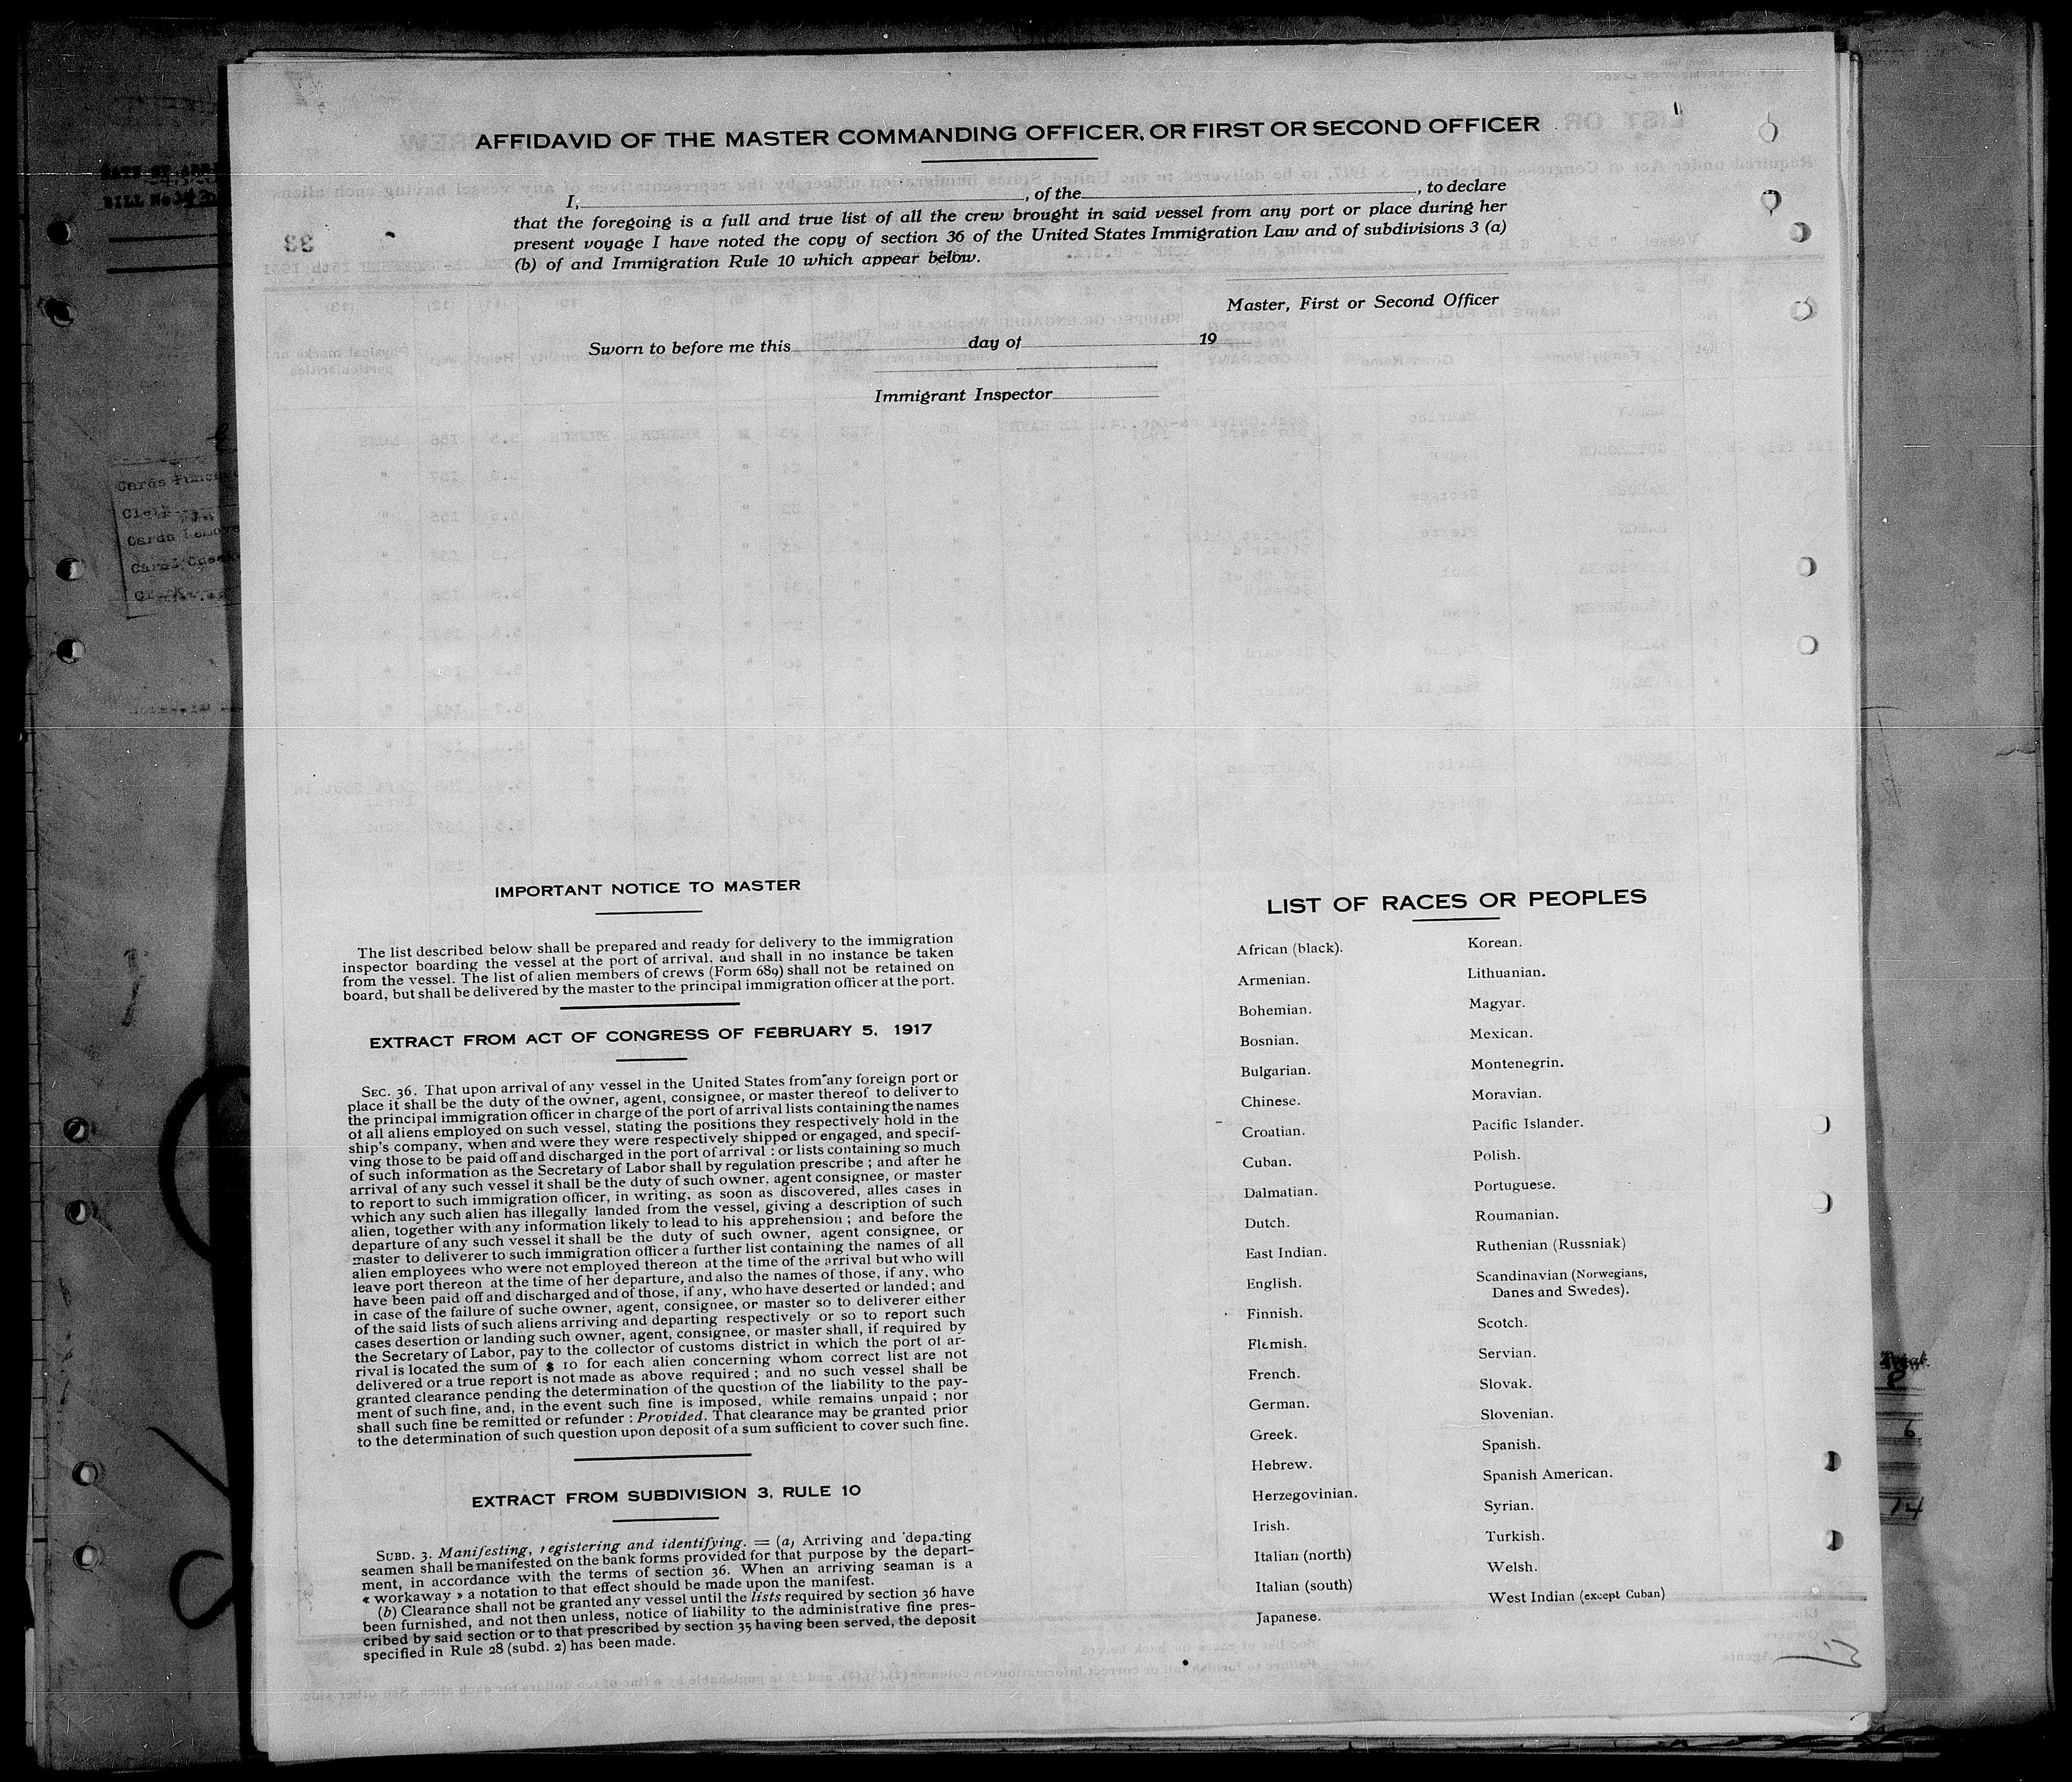 AFFIDAVID OF THE MASTER COMMANDING OFFICER, OR FIRST OR SECOND OFFICER
I, , of the , to declare
that the foregoing is a full and true list of all the crew brought in said vessel from any port or place during her
present voyage I have noted the copy of section 36 of the United States Immigration Law and of subdivisions 3 (a)
(b) of and Immigration Rule 10 which appear below.
Master, First or Second Officer
Sworn to before me this day of 19
Immigrant Inspector
IMPORTANT NOTICE TO MASTER
The list described below shall be prepared and ready for delivery to the immigration
inspector boarding the vessel at the port of arrival, and shall in no instance be taken
from the vessel. The list of alien members of crews (Form 689) shall not be retained on
board, but shall be delivered by the master to the principal immigration officer at the port.
EXTRACT FROM ACT OF CONGRESS OF FEBRUARY 5, 1917
SEC. 36. That upon arrival of any vessel in the United States from any foreign port or
place it shall be the duty of the owner, agent, consignee, or master thereof to deliver to
the principal immigration officer in charge of the port of arrival lists containing the names
of all aliens employed on such vessel, stating the positions they respectively hold in the
ship's company, when and were they were respectively shipped or engaged, and specif-
ving those to be paid off and discharged in the port of arrival : or lists containing so much
of such information as the Secretary of Labor shall by regulation prescribe ; and after he
arrival of any such vessel it shall be the duty of such owner, agent consignee, or master
to report to such immigration officer, in writing, as soon as discovered, alles cases in
which any such alien has illegally landed from the vessel, giving a description of such
alien, together with any information likely to lead to his apprehension ; and before the
departure of any such vessel it shall be the duty of such owner, agent consignee, or
master to deliverer to such immigration officer a further list containing the names of all
alien employees who were not employed thereon at the time of the arrival but who will
leave port thereon at the time of her departure, and also the names of those, if any, who
have been paid off and discharged and of those, if any, who have deserted or landed ; and
in case of the failure of suche owner, agent, consignee, or master so to deliverer either
of the said lists of such aliens arriving and departing respectively or so to report such
cases desertion or landing such owner, agent, consignee, or master shall, if required by
the Secretary of Labor, pay to the collector of customs district in which the port of ar-
rival is located the sum of $ 10 for each alien concerning whom correct list are not
delivered or a true report is not made as above required ; and no such vessel shall be
granted clearance pending the determination of the question of the liability to the pay-
ment of such fine, and, in the event such fine is imposed, while remains unpaid ; nor
shall such fine be remitted or refunder : Provided. That clearance may be granted prior
to the determination of such question upon deposit of a sum sufficient to cover such fine.
EXTRACT FROM SUBDIVISION 3, RULE 10
SUBD. 3. Manifesting, registering and identifying. = (a) Arriving and departing
seamen shall be manifested on the bank forms provided for that purpose by the depart-
ment, in accordance with the terms of section 36. When an arriving seaman is a
« workaway » a notation to that effect should be made upon the manifest.
(b) Clearance shall not be granted any vessel until the lists required by section 36 have
been furnished, and not then unless, notice of liability to the administrative fine pres-
cribed by said section or to that prescribed by section 35 having been served, the deposit
specified in Rule 28 (subd. 2) has been made.
LIST OF RACES OR PEOPLES
African (black).
Armenian.
Bohemian.
Bosnian.
Bulgarian.
Chinese.
Croatian.
Cuban.
Dalmatian.
Dutch.
East Indian.
English.
Finnish.
Flemish.
French.
German.
Greek.
Hebrew.
Herzegovinian.
Irish.
Italian (north)
Italian (south)
Japanese.
Korean.
Lithuanian.
Magyar.
Mexican.
Montenegrin.
Moravian.
Pacific Islander.
Polish.
Portuguese.
Roumanian.
Ruthenian (Russniak)
Scandinavian (Norwegians,
Danes and Swedes).
Scotch.
Servian.
Slovak.
Slovenian.
Spanish.
Spanish American.
Syrian.
Turkish.
Welsh.
West Indian (except Cuban)